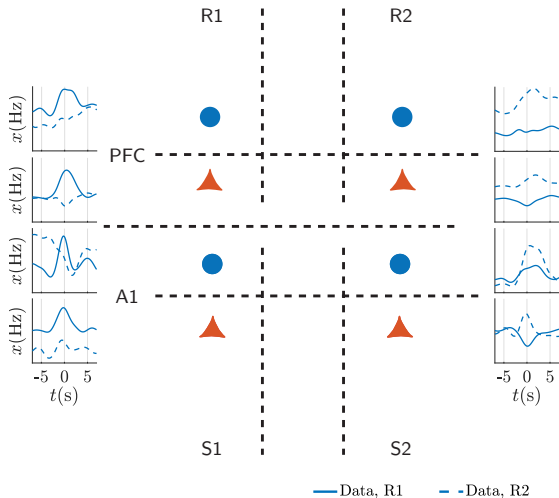 R1 R2
x(Hz)
PFC
x(Hz)
x(Hz)
A1
x(Hz)
-5 0 5 -5 0 5
t(s) t(s)
S1 S2
Data, R1 Data, R2